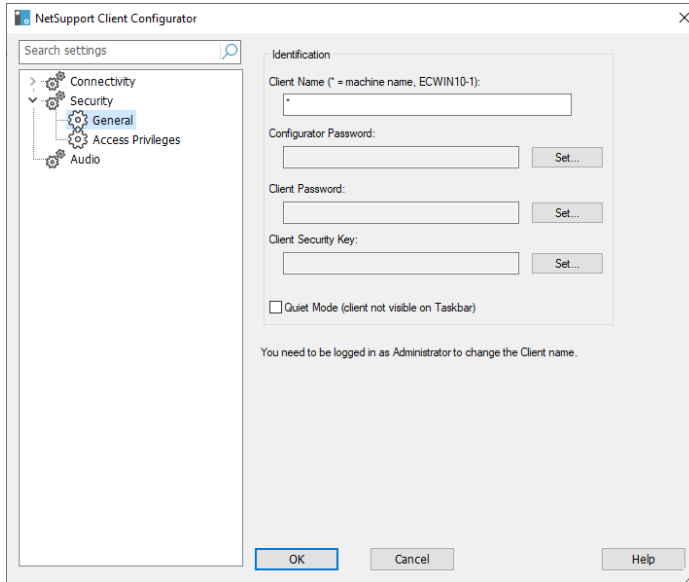 NetSupport Client Configurator
Search settings
Connectivity
Security
General
Access Privileges
Audio
Identification
Client Name (* = machine name, ECWIN10-1):
*
Configurator Password:
Set...
Client Password:
Set...
Client Security Key:
Set...
Quiet Mode (client not visible on Taskbar)
You need to be logged in as Administrator to change the Client name.
OK
Cancel
Help